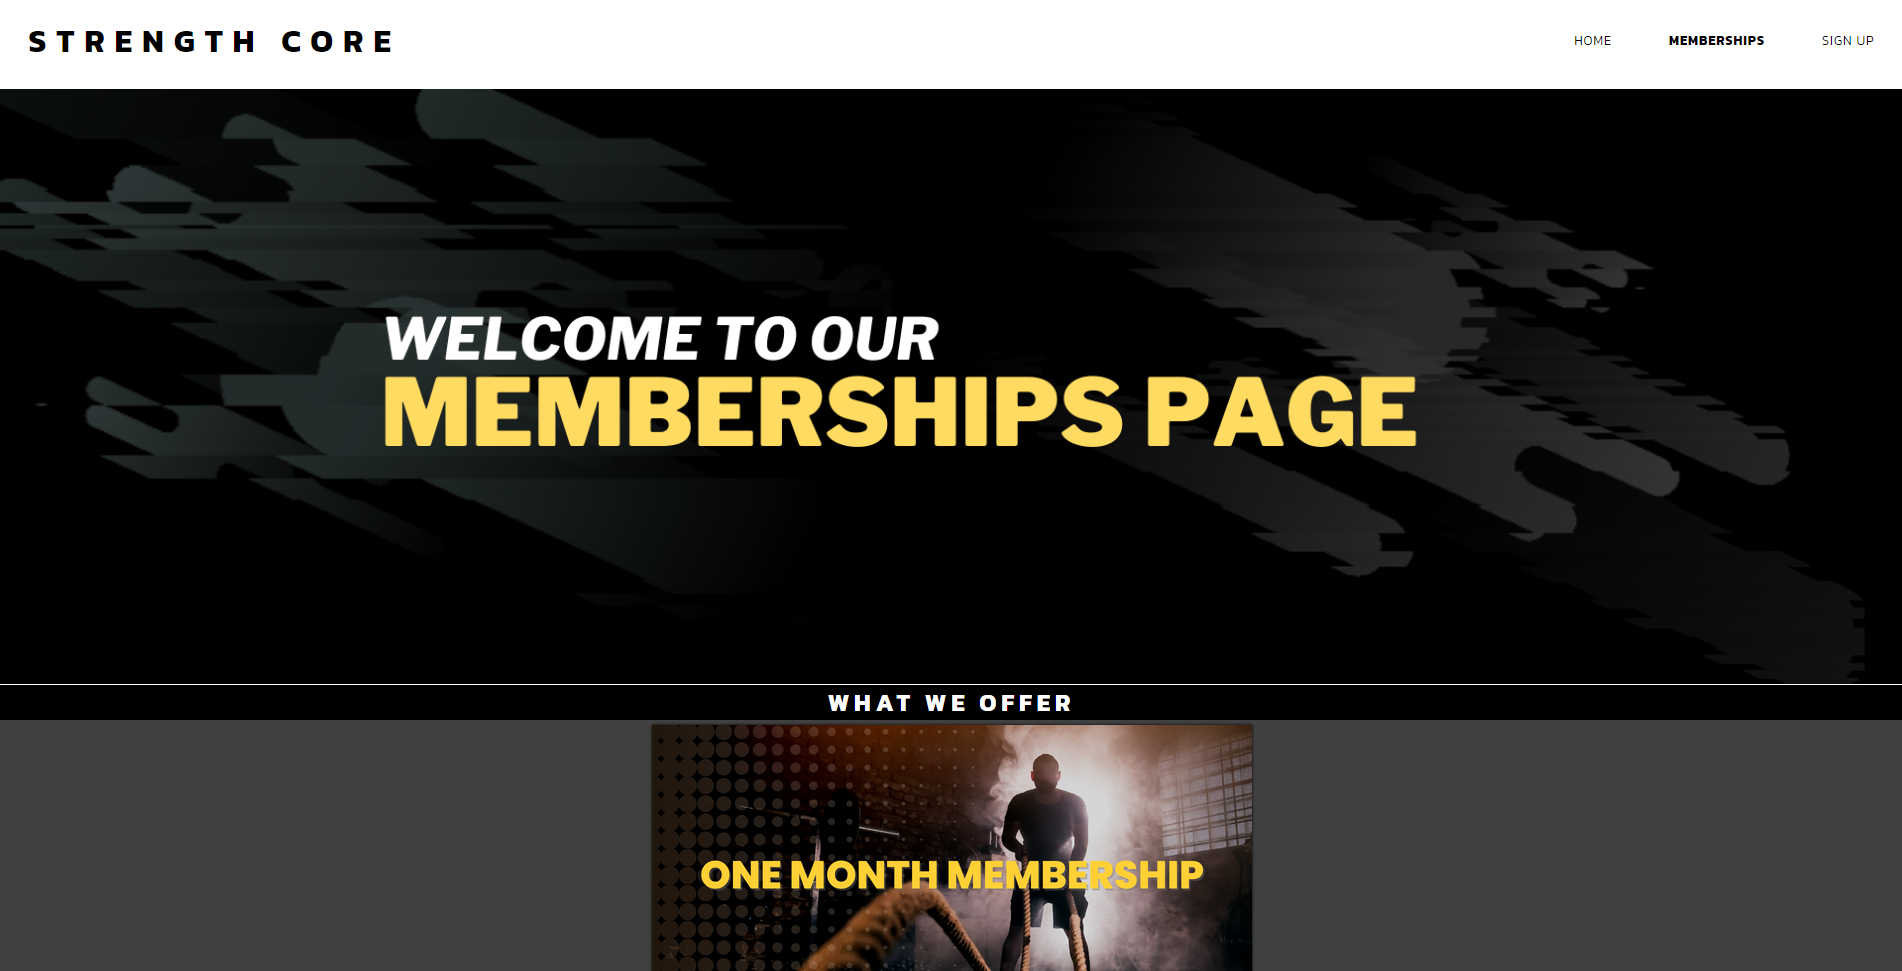 STRENGTH CORE
HOME
MEMBERSHIPS
SIGN UP
WELCOME TO OUR
MEMBERSHIPS PAGE
WHAT WE OFFER
ONE MONTH MEMBERSHIP